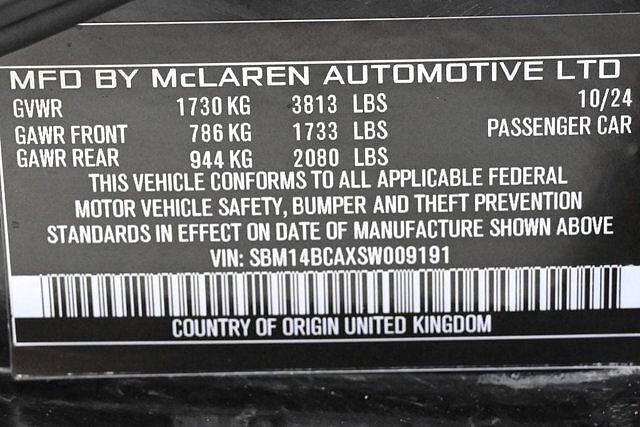 MFD BY McLAREN AUTOMOTIVE LTD
GVWR 1730 KG 3813 LBS 10/24
GAWR FRONT 786 KG 1733 LBS PASSENGER CAR
GAWR REAR 944 KG 2080 LBS
THIS VEHICLE CONFORMS TO ALL APPLICABLE FEDERAL
MOTOR VEHICLE SAFETY, BUMPER AND THEFT PREVENTION
STANDARDS IN EFFECT ON DATE OF MANUFACTURE SHOWN ABOVE
VIN: SBM14BCAXSW009191
COUNTRY OF ORIGIN UNITED KINGDOM